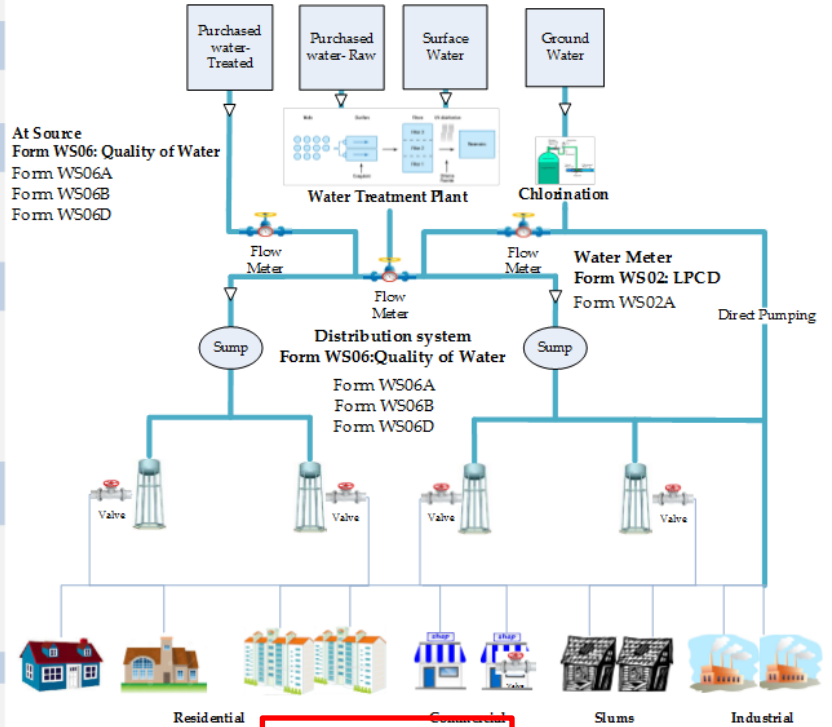 Purchased
water-
Treated
Purchased
water- Raw
Surface
Water
Ground
Water
At Source
Form WS06: Quality of Water
Form WS06A
Form WS06B
Form WS06D
Water Treatment Plant
Chlorination
Flow
Meter
Flow
Meter
Flow
Meter
Water Meter
Form WS02: LPCD
Form WS02A
Direct Pumping
Sump
Distribution system
Form WS06:Quality of Water
Form WS06A
Form WS06B
Form WS06D
Sump
Valve
Valve
Valve
Valve
shop
shop
Valve
Residential
Commercial
Slums
Industrial